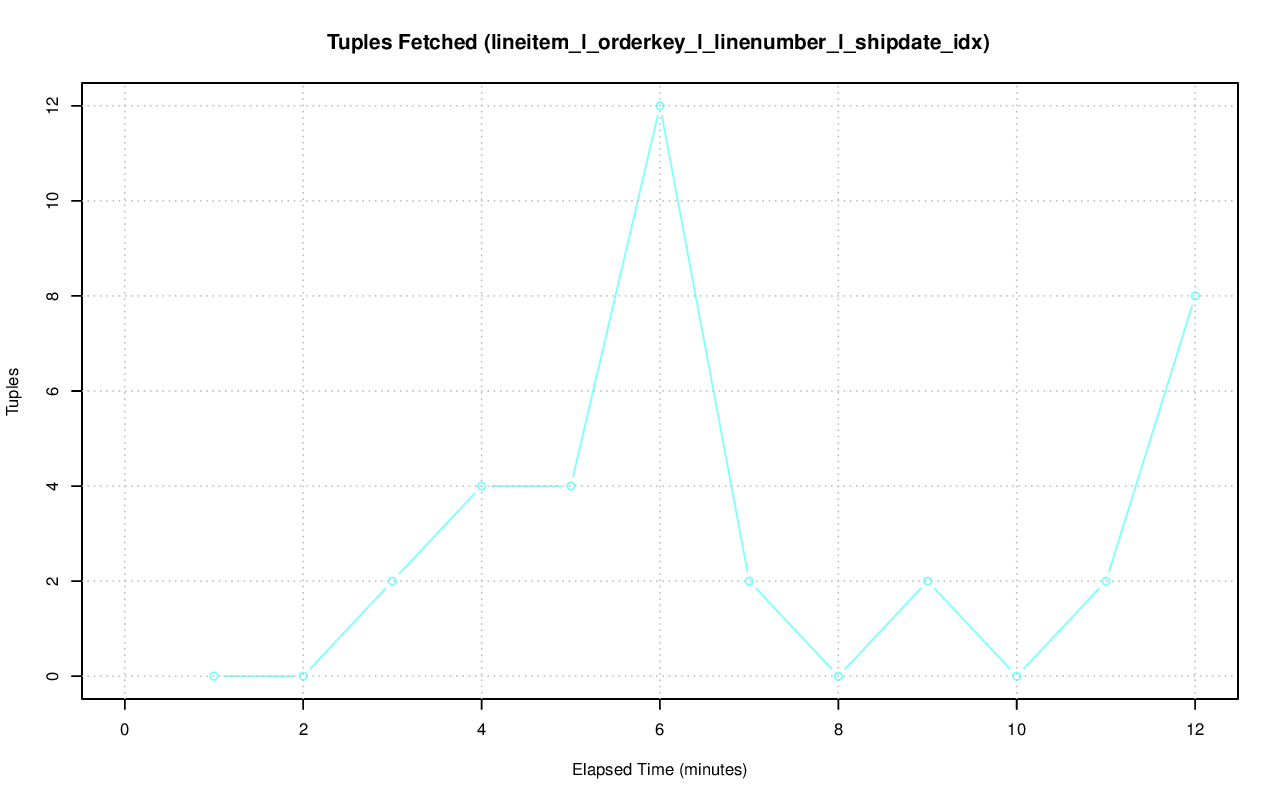 Tuples Fetched (lineitem_l_orderkey_l_linenumber_l_shipdate_idx)
12
10
8
6
4
2
0
Tuples
0 2 4 6 8 10 12
Elapsed Time (minutes)